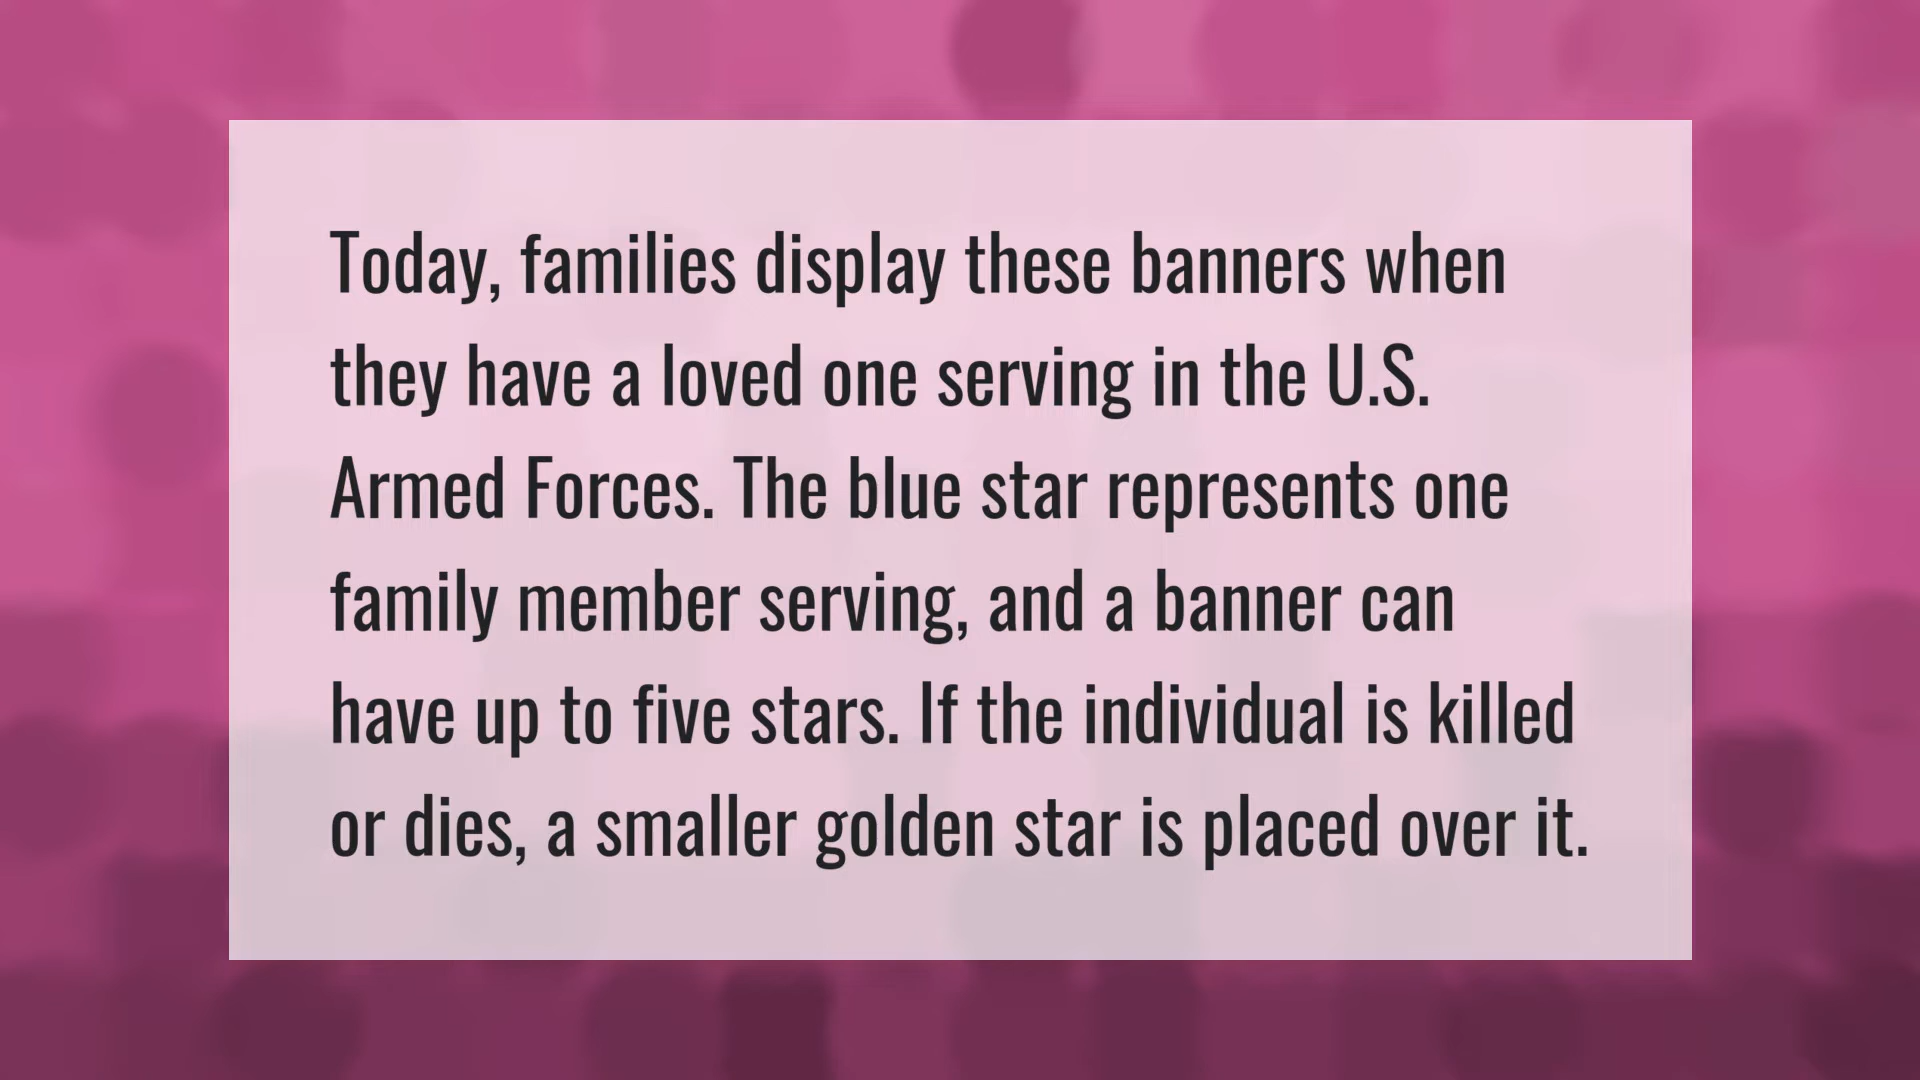 Today, families display these banners when
they have a loved one serving in the U.S.
Armed Forces. The blue star represents one
family member serving, and a banner can
have up to five stars. If the individual is killed
or dies, a smaller golden star is placed over it.